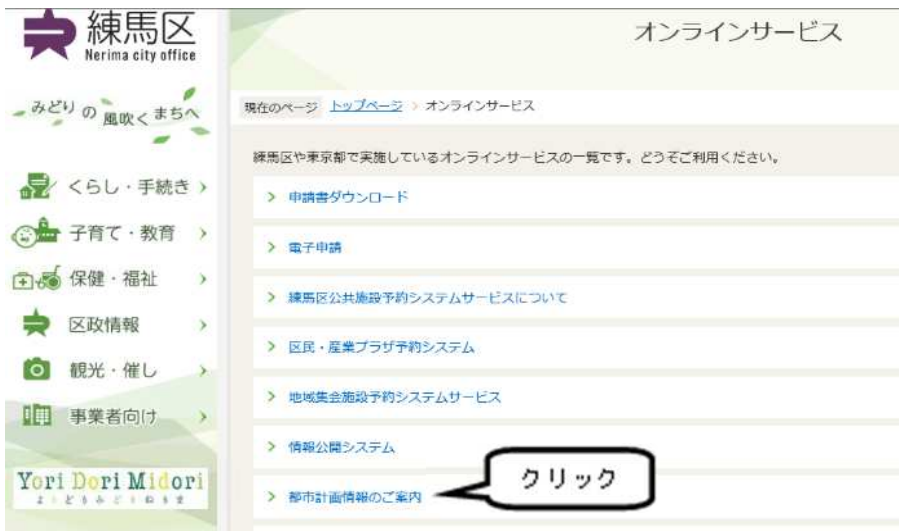 練馬区
Nerima city office
みどりの風吹くまちへ
くらし・手続き
子育て・教育
保健・福祉
区政情報
観光・催し
事業者向け
Yori Dori Midori
オンラインサービス
現在のページ トップページ > オンラインサービス
練馬区や東京都で実施しているオンラインサービスの一覧です。どうぞご利用ください。
申請書ダウンロード
電子申請
練馬区公共施設予約システムサービスについて
区民・産業プラザ予約システム
地域集会施設予約システムサービス
情報公開システム
都市計画情報のご案内
クリック